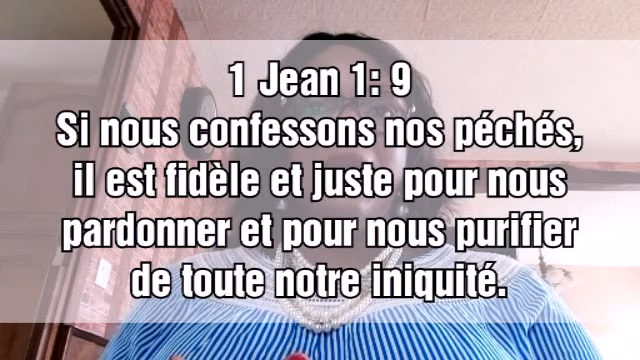 1 Jean 1: 9
Si nous confessons nos péchés,
il est fidèle et juste pour nous
pardonner et pour nous purifier
de toute notre iniquité.